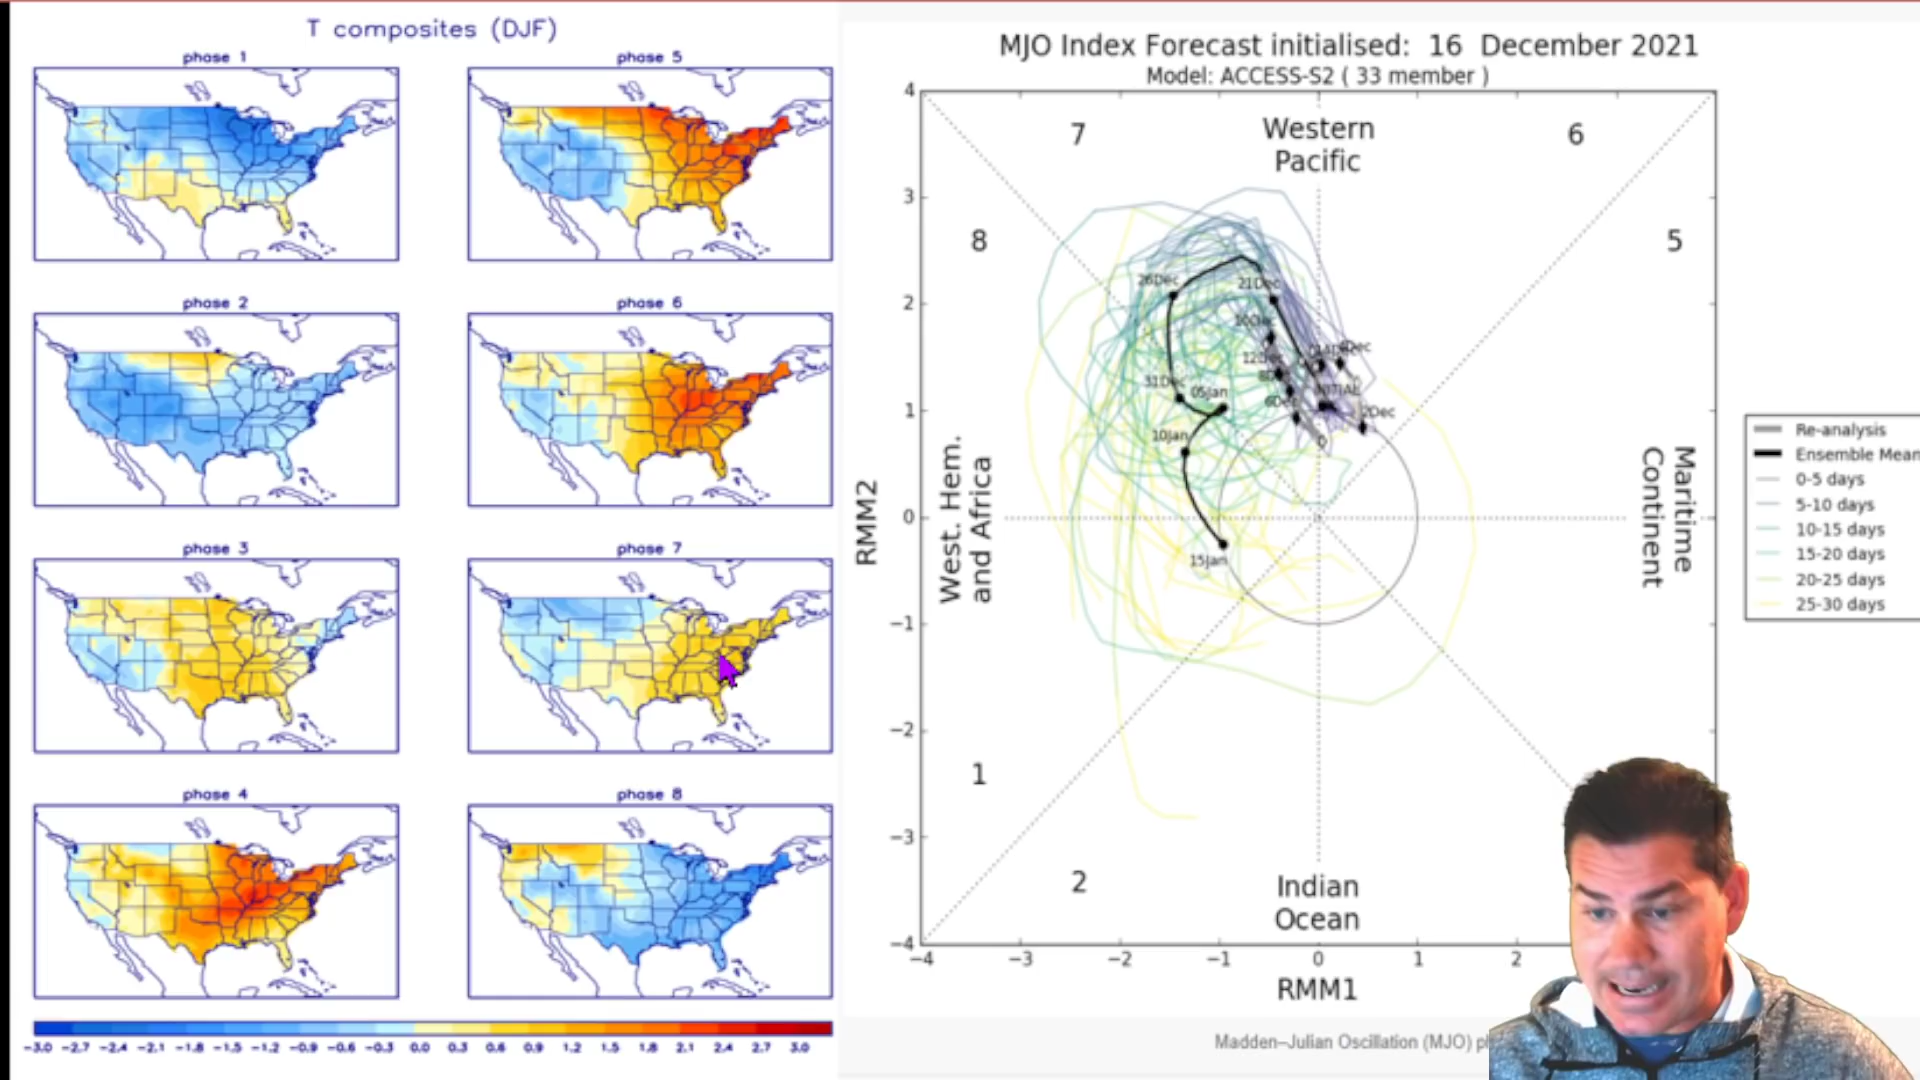 T composites (DJF)
phase 1
phase 5
phase 2
phase 6
phase 3
phase 7
phase 4
phase 8
-3.0 -2.7 -2.4 -2.1 -1.8 -1.5 -1.2 -0.9 -0.6 -0.3 0.0 0.3 0.6 0.9 1.2 1.5 1.8 2.1 2.4 2.7 3.0
MJO Index Forecast initialised: 16 December 2021
Model: ACCESS-S2 ( 33 member )
4
7
Western
Pacific
6
3
8
5
26Dec
21Dec
2
12Dec
31Dec
05Jan
2Dec
1
10Jan
15Jan
0
RMM2
West. Hem.
and Africa
Maritime
Continent
−1
−2
1
−3
2
Indian
Ocean
−4
−4 −3 −2 −1 0 1 2
RMM1
Re-analysis
Ensemble Mean
0-5 days
5-10 days
10-15 days
15-20 days
20-25 days
25-30 days
Madden–Julian Oscillation (MJO)